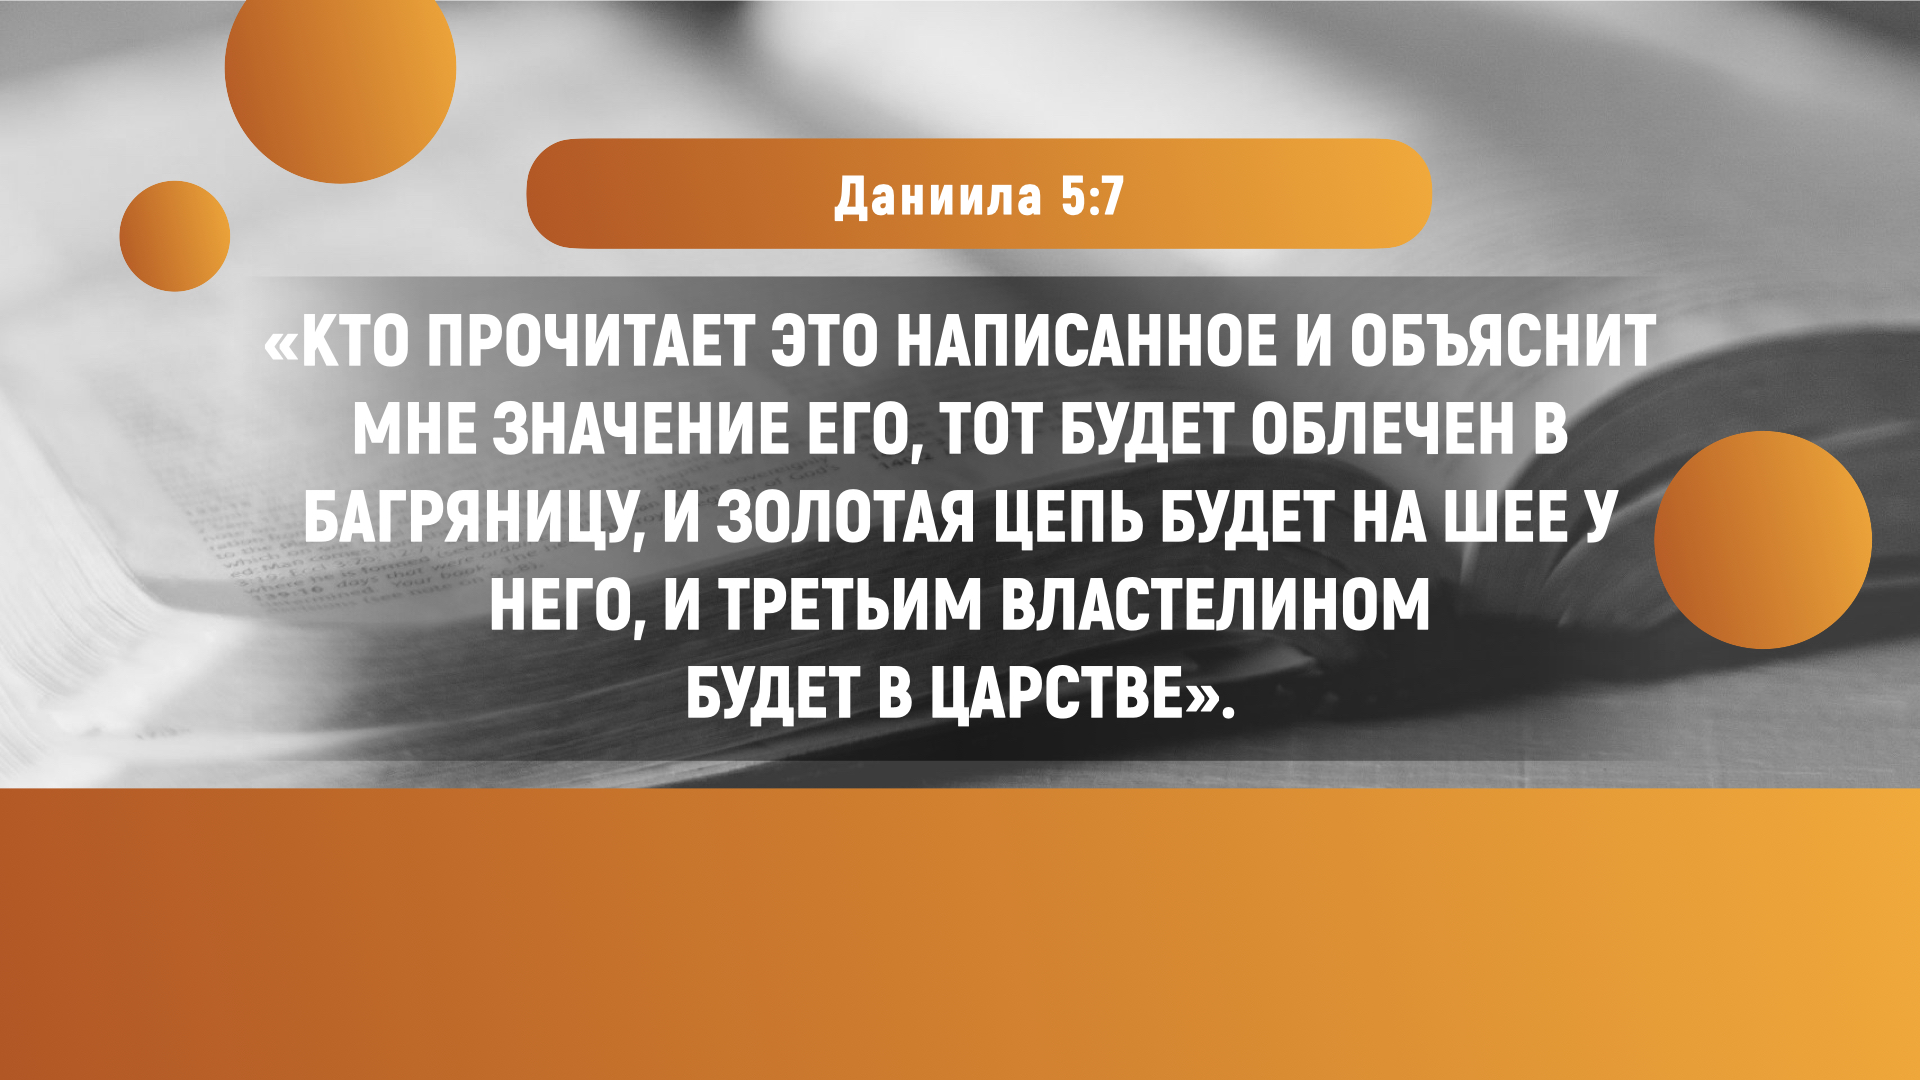 Даниила 5:7
«КТО ПРОЧИТАЕТ ЭТО НАПИСАННОЕ И ОБЪЯСНИТ
МНЕ ЗНАЧЕНИЕ ЕГО, ТОТ БУДЕТ ОБЛЕЧЕН В
БАГРЯНИЦУ, И ЗОЛОТАЯ ЦЕПЬ БУДЕТ НА ШЕЕ У
НЕГО, И ТРЕТЬИМ ВЛАСТЕЛИНОМ
БУДЕТ В ЦАРСТВЕ».